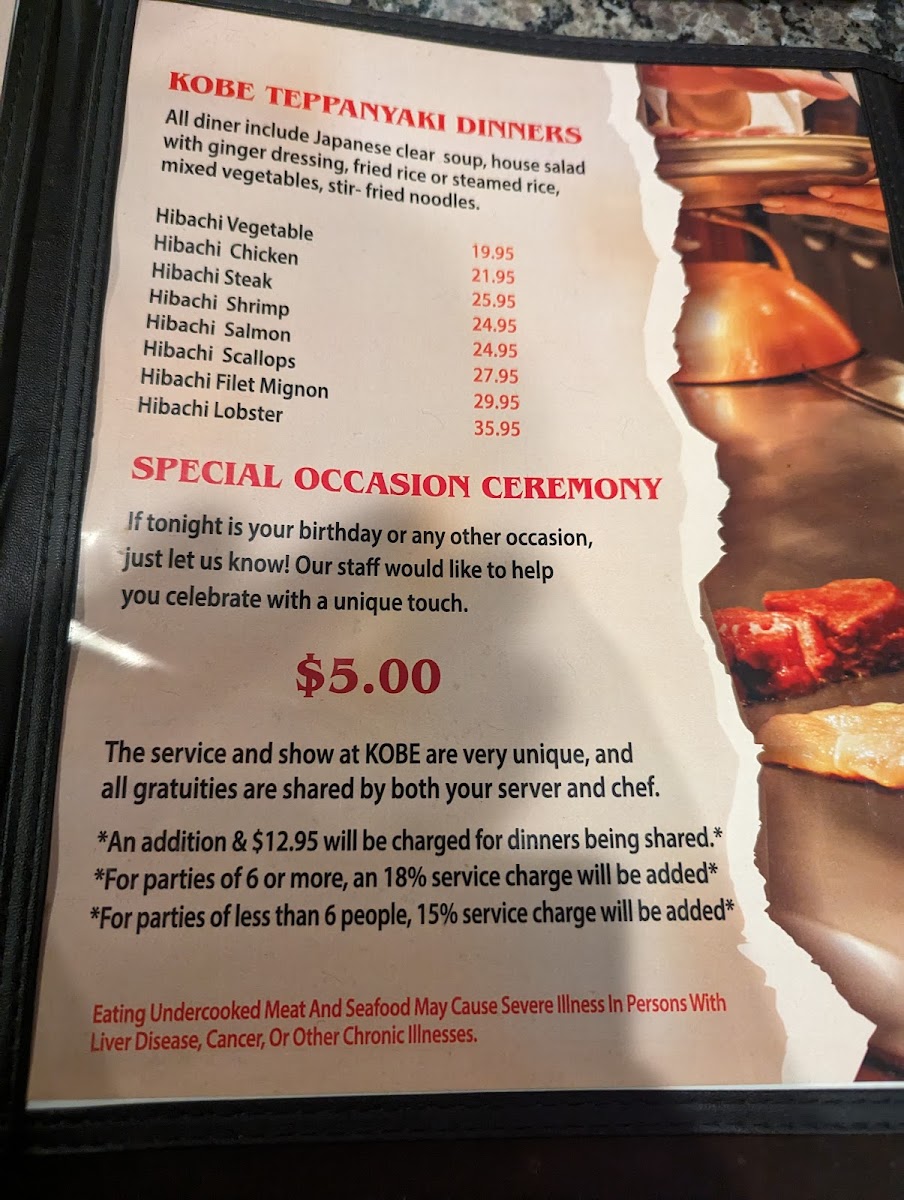 KOBE TEPPANYAKI DINNERS
All diner include Japanese clear soup, house salad
with ginger dressing, fried rice or steamed rice,
mixed vegetables, stir- fried noodles.
Hibachi Vegetable 19.95
Hibachi Chicken 21.95
Hibachi Steak 25.95
Hibachi Shrimp 24.95
Hibachi Salmon 24.95
Hibachi Scallops 27.95
Hibachi Filet Mignon 29.95
Hibachi Lobster 35.95
SPECIAL OCCASION CEREMONY
If tonight is your birthday or any other occasion,
just let us know! Our staff would like to help
you celebrate with a unique touch.
$5.00
The service and show at KOBE are very unique, and
all gratuities are shared by both your server and chef.
*An addition & $12.95 will be charged for dinners being shared.*
*For parties of 6 or more, an 18% service charge will be added*
*For parties of less than 6 people, 15% service charge will be added*
Eating Undercooked Meat And Seafood May Cause Severe Illness In Persons With
Liver Disease, Cancer, Or Other Chronic Illnesses.